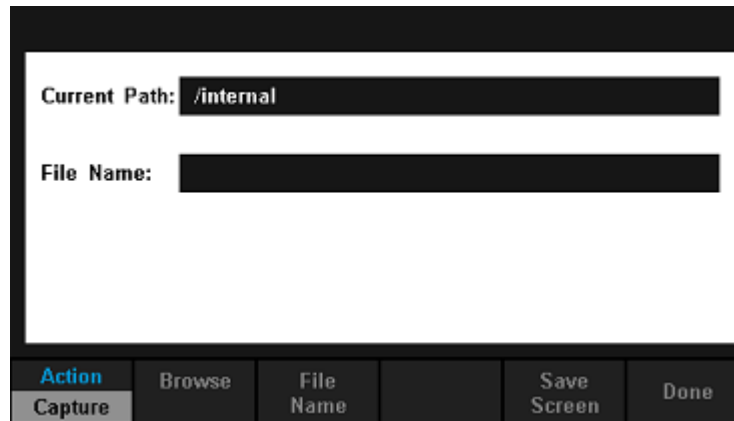 Current Path: /internal
File Name:
Action
Capture
Browse
File
Name
Save
Screen
Done